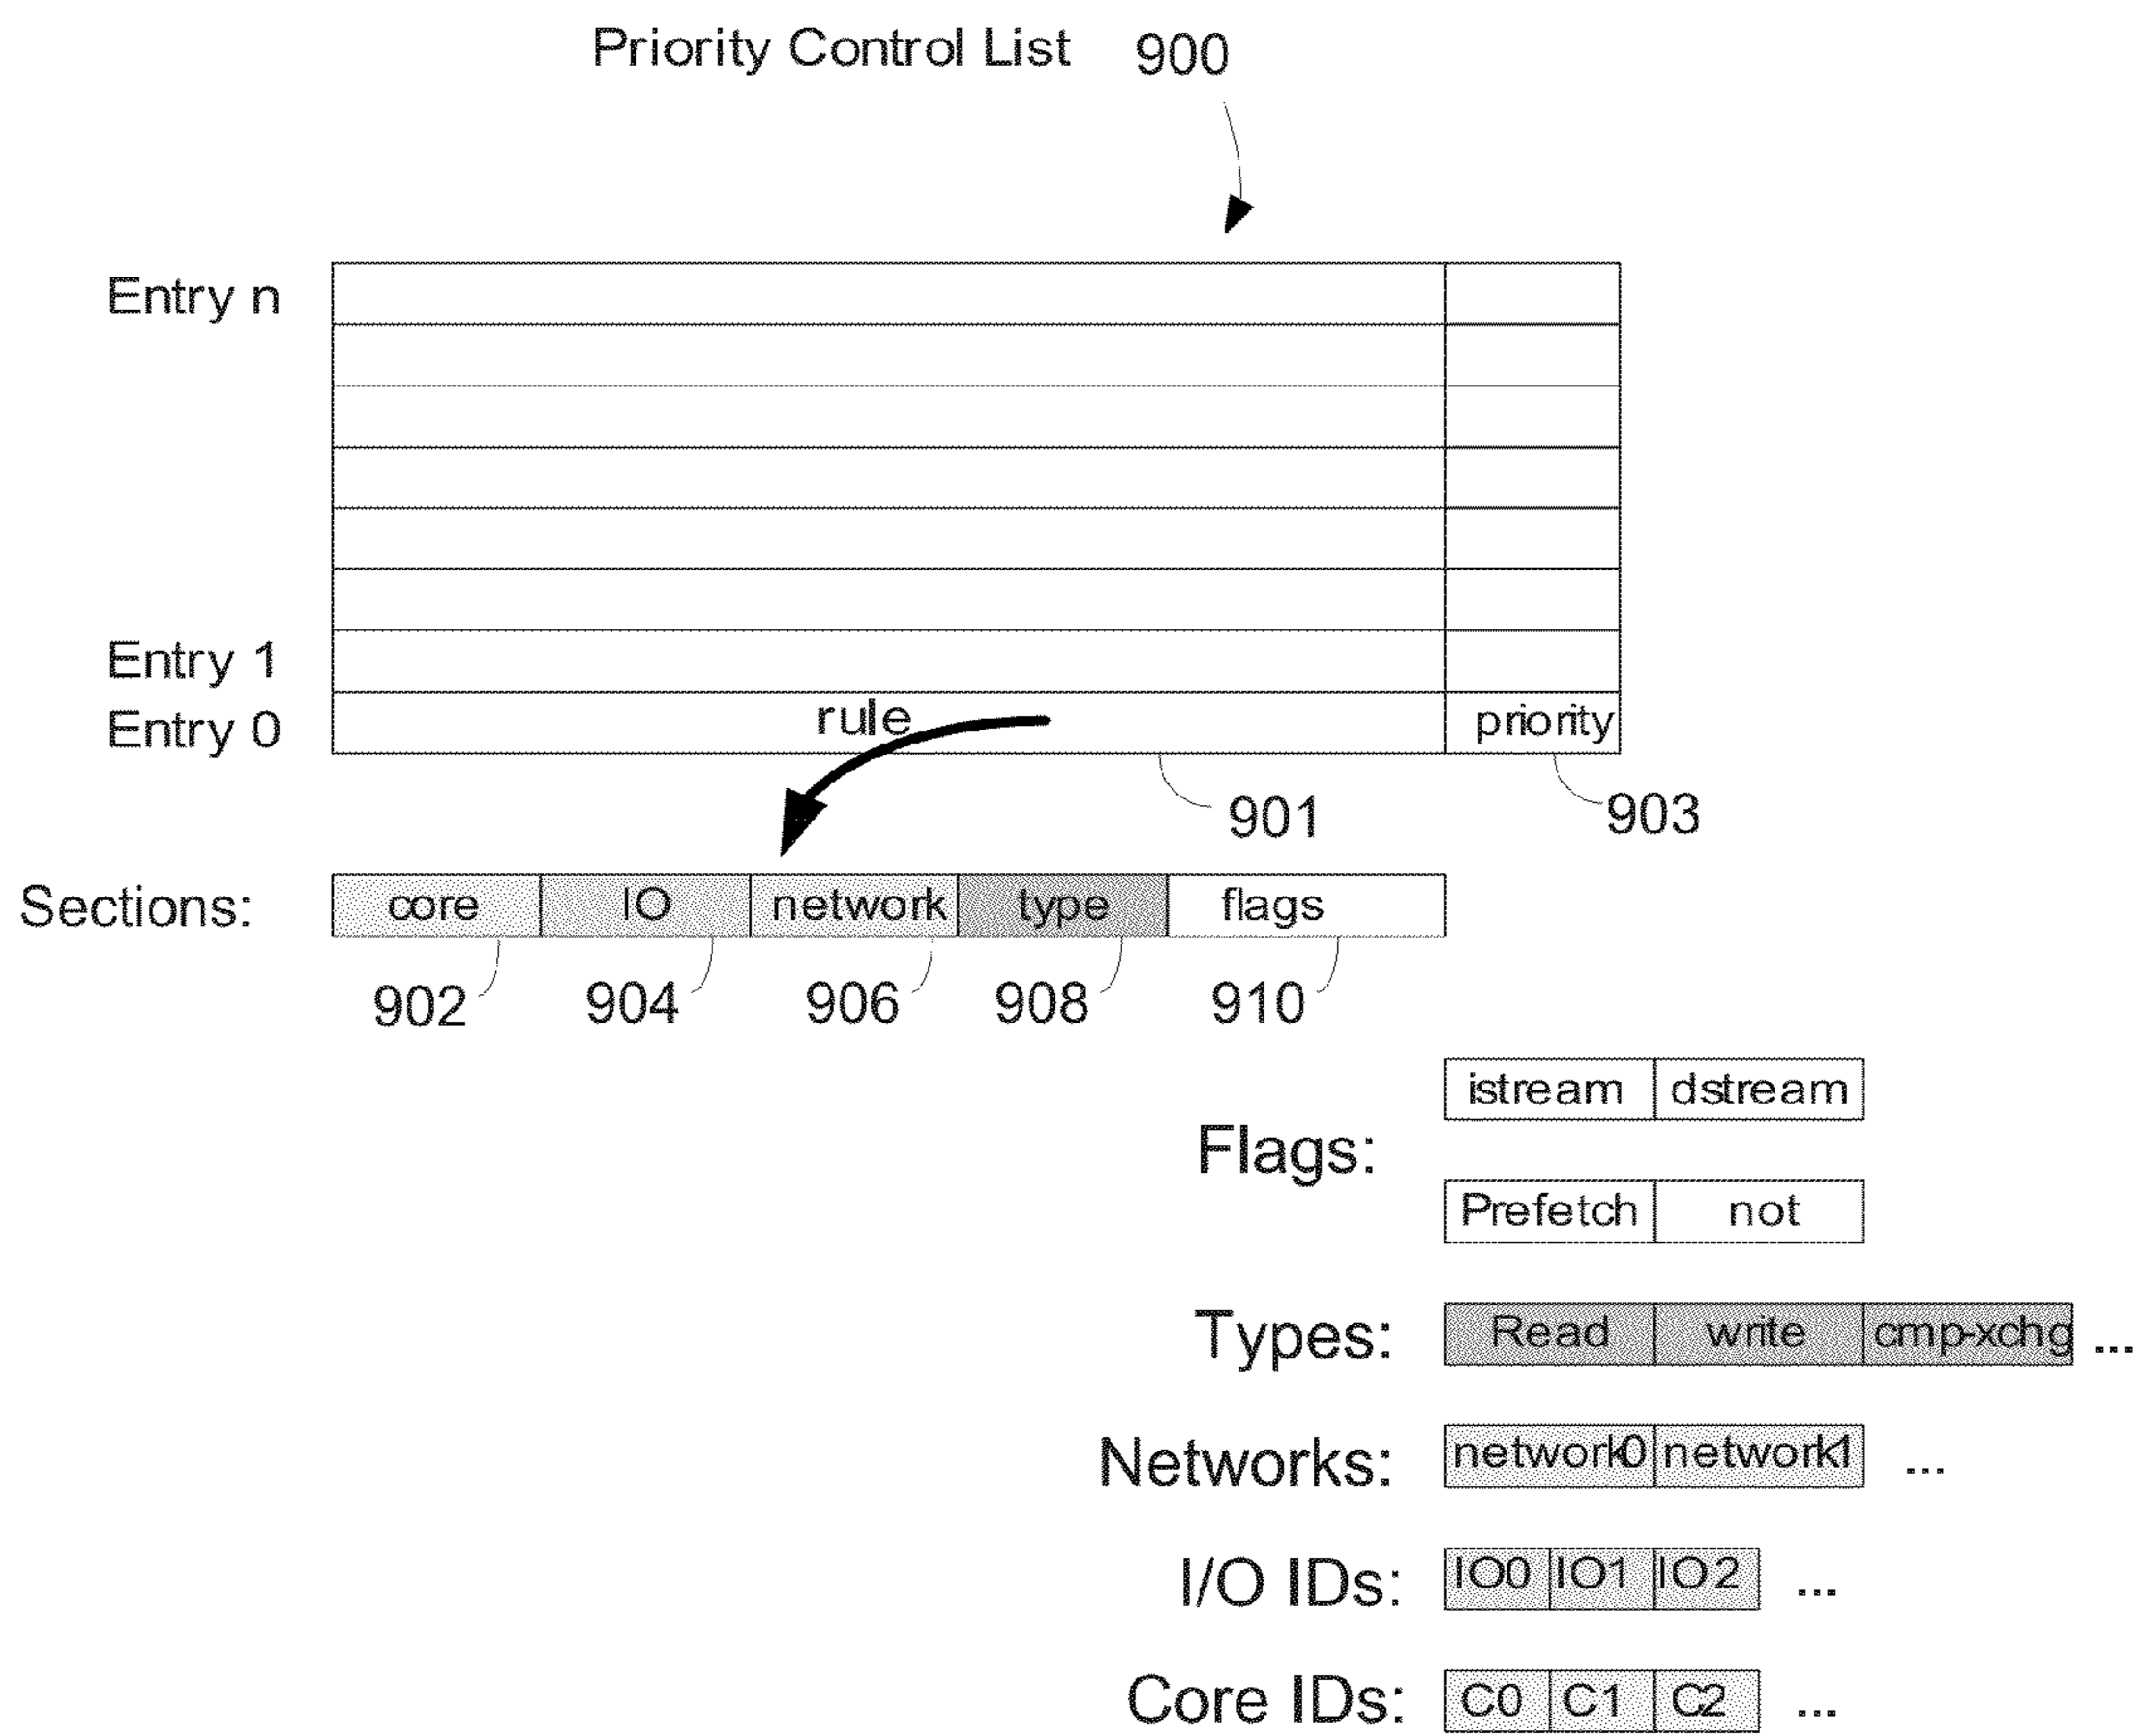 Priority Control List 900
Entry n
Entry 1
Entry 0 rule priority
901 903
Sections: core IO network type flags
902 904 906 908 910
istream dstream
Flags:
Prefetch not
Types: Read write cmp-xchg ...
Networks: network0 network1 ...
I/O IDs: IO0 IO1 IO2 ...
Core IDs: C0 C1 C2 ...